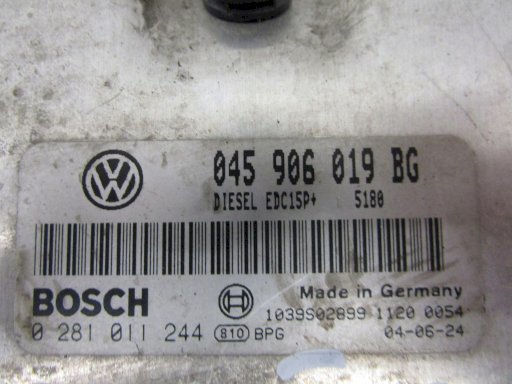 045 906 019 BG
DIESEL EDC15P+ 5180
BOSCH Made in Germany
1039S02899 1120 0054
0 281 011 244 810 BPG 04-06-24